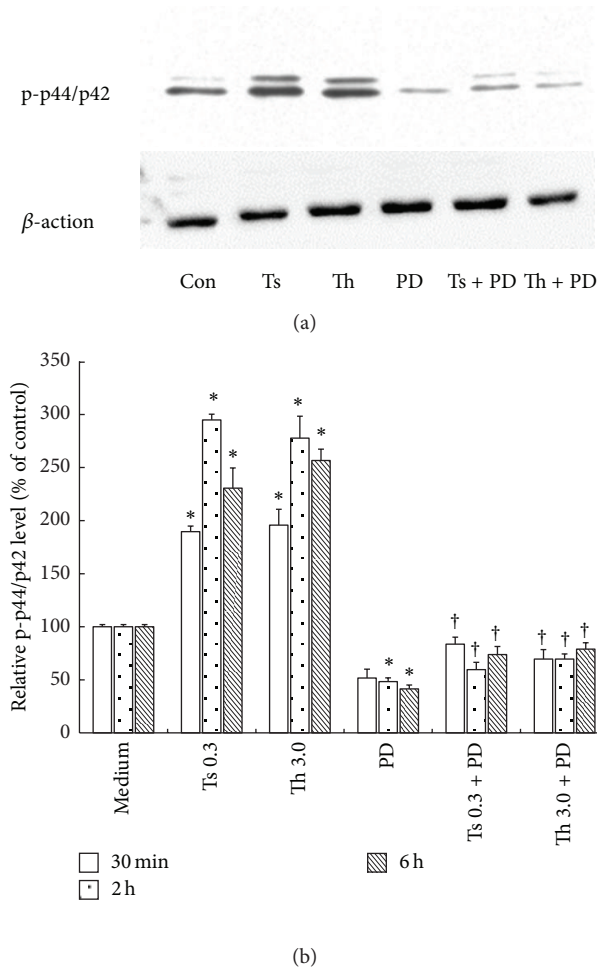 p-p44/p42
β-action
Con Ts Th PD Ts + PD Th + PD
(a)
Relative p-p44/p42 level (% of control)
350
300
250
200
150
100
50
0
* * *
* * *
* *
† † †
† † †
Medium
Ts 0.3
Th 3.0
PD
Ts 0.3 + PD
Th 3.0 + PD
30 min
2 h
6 h
(b)